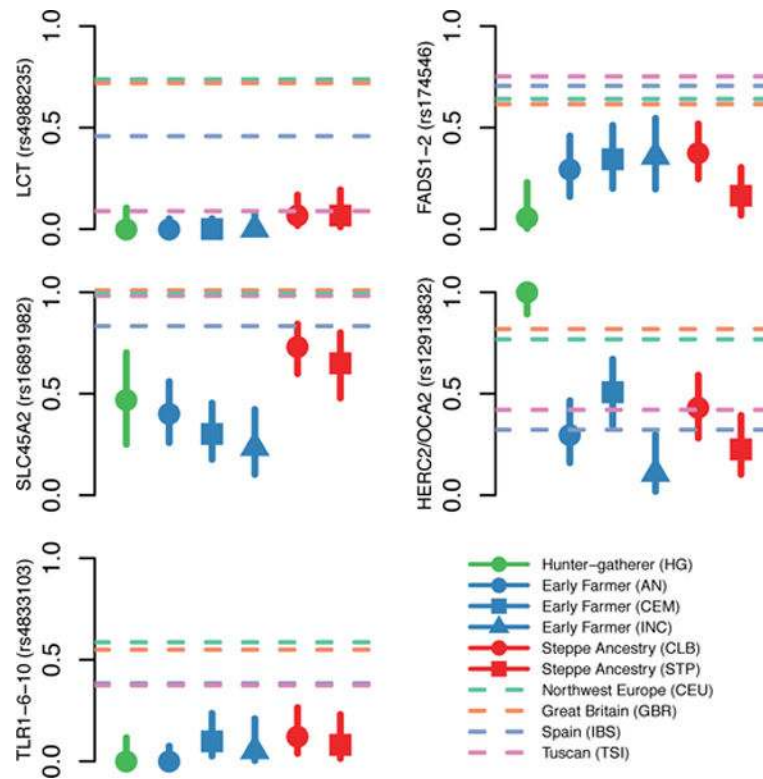 LCT (rs4988235)
1.0
0.5
0.0
FADS1-2 (rs174546)
1.0
0.5
0.0
SLC45A2 (rs16891982)
1.0
0.5
0.0
HERC2/OCA2 (rs12913832)
1.0
0.5
0.0
TLR1-6-10 (rs4833103)
1.0
0.5
0.0
Hunter-gatherer (HG)
Early Farmer (AN)
Early Farmer (CEM)
Early Farmer (INC)
Steppe Ancestry (CLB)
Steppe Ancestry (STP)
Northwest Europe (CEU)
Great Britain (GBR)
Spain (IBS)
Tuscan (TSI)